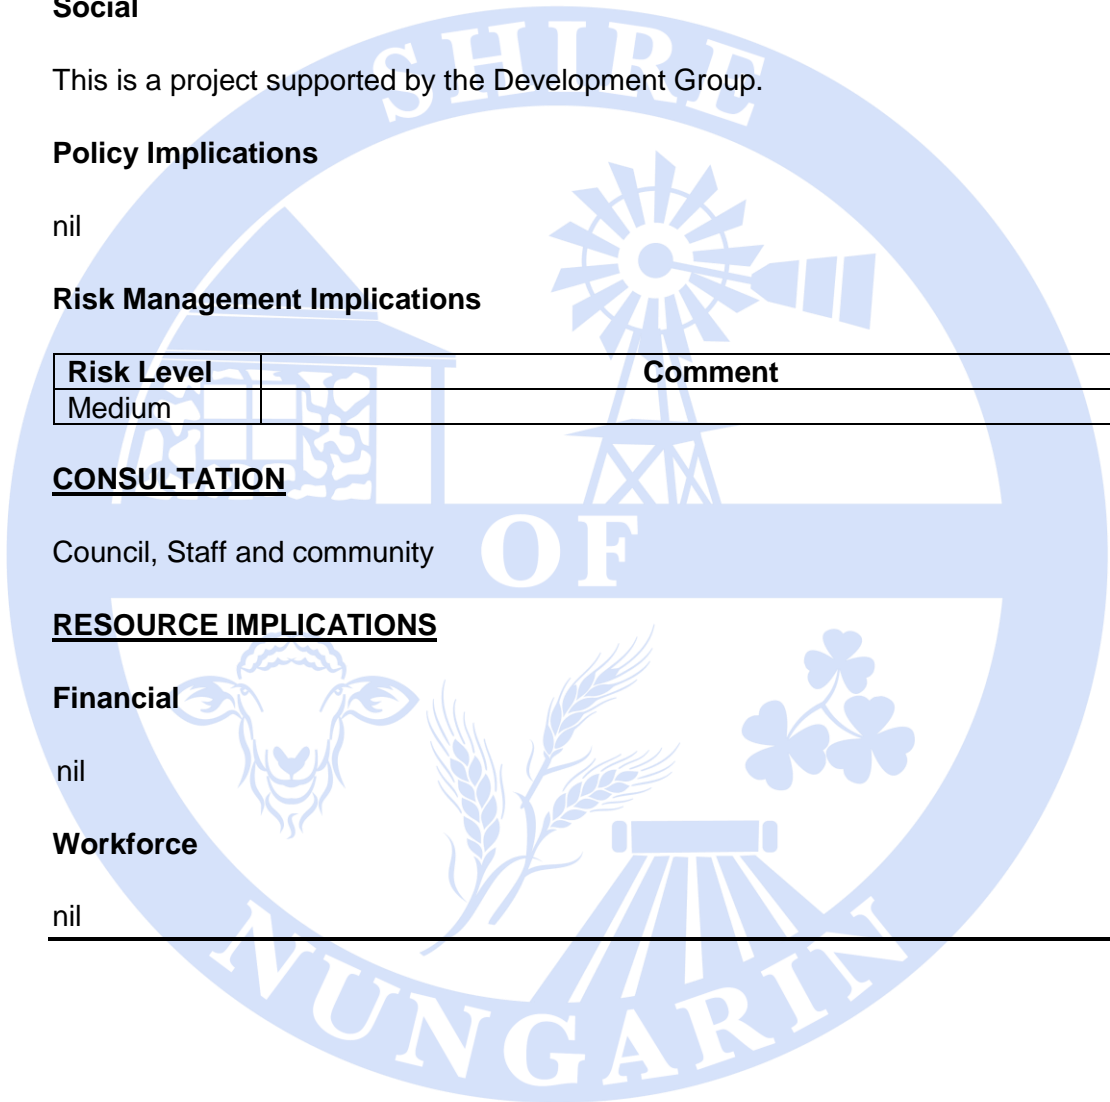 Social
This is a project supported by the Development Group.
Policy Implications
nil
Risk Management Implications
Risk Level Comment
Medium
CONSULTATION
Council, Staff and community
RESOURCE IMPLICATIONS
Financial
nil
Workforce
nil
SHIRE
OF
NUNGARIN